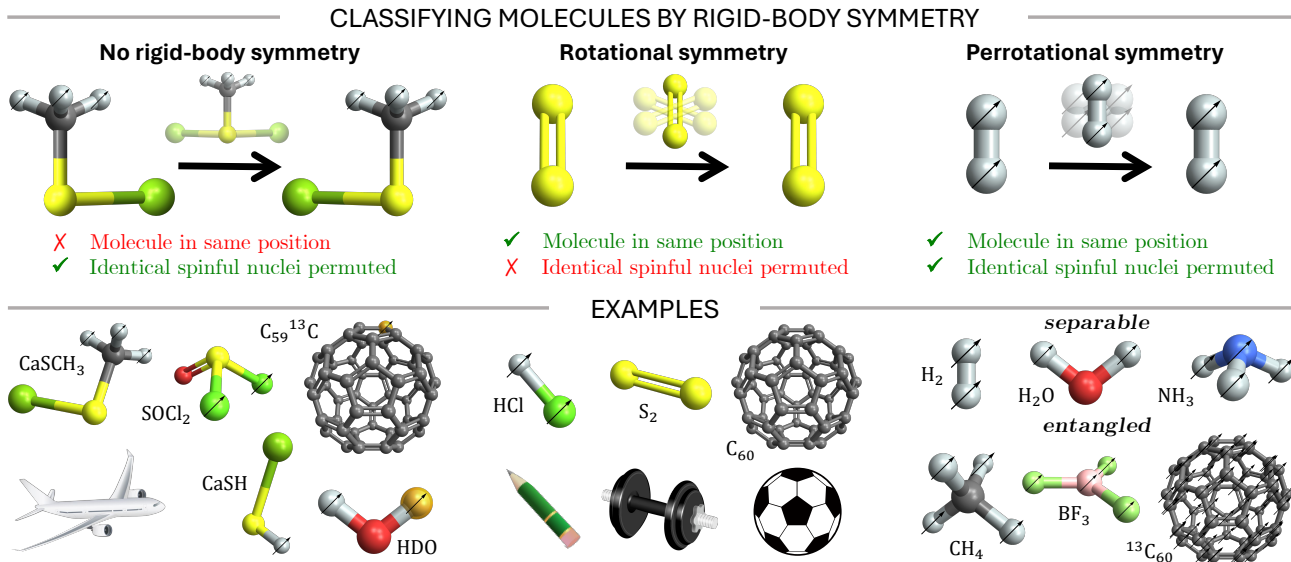 CLASSIFYING MOLECULES BY RIGID-BODY SYMMETRY
No rigid-body symmetry
✗ Molecule in same position
✓ Identical spinful nuclei permuted
Rotational symmetry
✓ Molecule in same position
✗ Identical spinful nuclei permuted
Perrotational symmetry
✓ Molecule in same position
✓ Identical spinful nuclei permuted
EXAMPLES
CaSCH₃
SOCl₂
C₅₉¹³C
CaSH
HDO
HCl
S₂
C₆₀
separable
H₂
H₂O
NH₃
entangled
CH₄
BF₃
¹³C₆₀